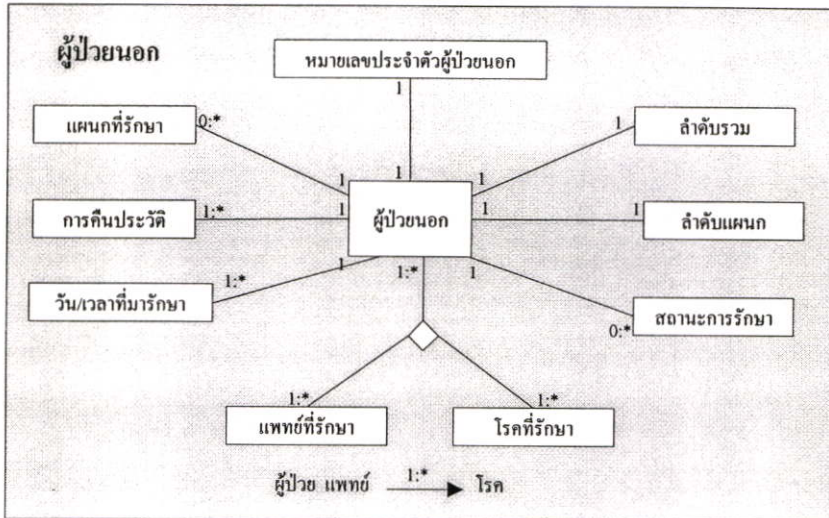 ผู้ป่วยนอก
หมายเลขประจำตัวผู้ป่วยนอก
1
แผนกที่รักษา
0:*
1
ลำดับรวม
1
1
1
การคืนประวัติ
1:*
1
ผู้ป่วยนอก
1
1
ลำดับแผนก
วัน/เวลาที่มารักษา
1:*
1
1:*
1
0:*
สถานะการรักษา
1:*
1:*
แพทย์ที่รักษา
โรคที่รักษา
ผู้ป่วย แพทย์ 1:* โรค